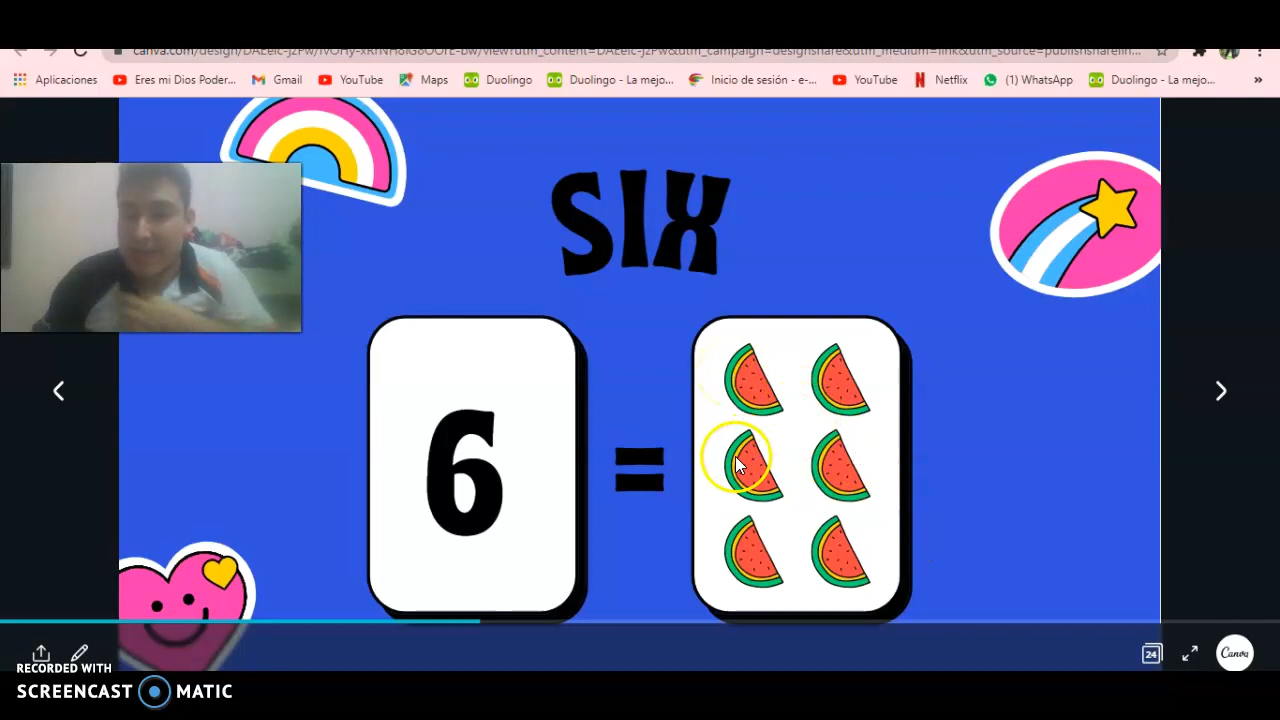 Aplicaciones Eres mi Dios Poder... Gmail YouTube Maps Duolingo Duolingo - La mejo... Inicio de sesión - e-... YouTube Netflix (1) WhatsApp Duolingo - La mejo... »
SIX
6 =
24 Canva
RECORDED WITH
SCREENCAST MATIC